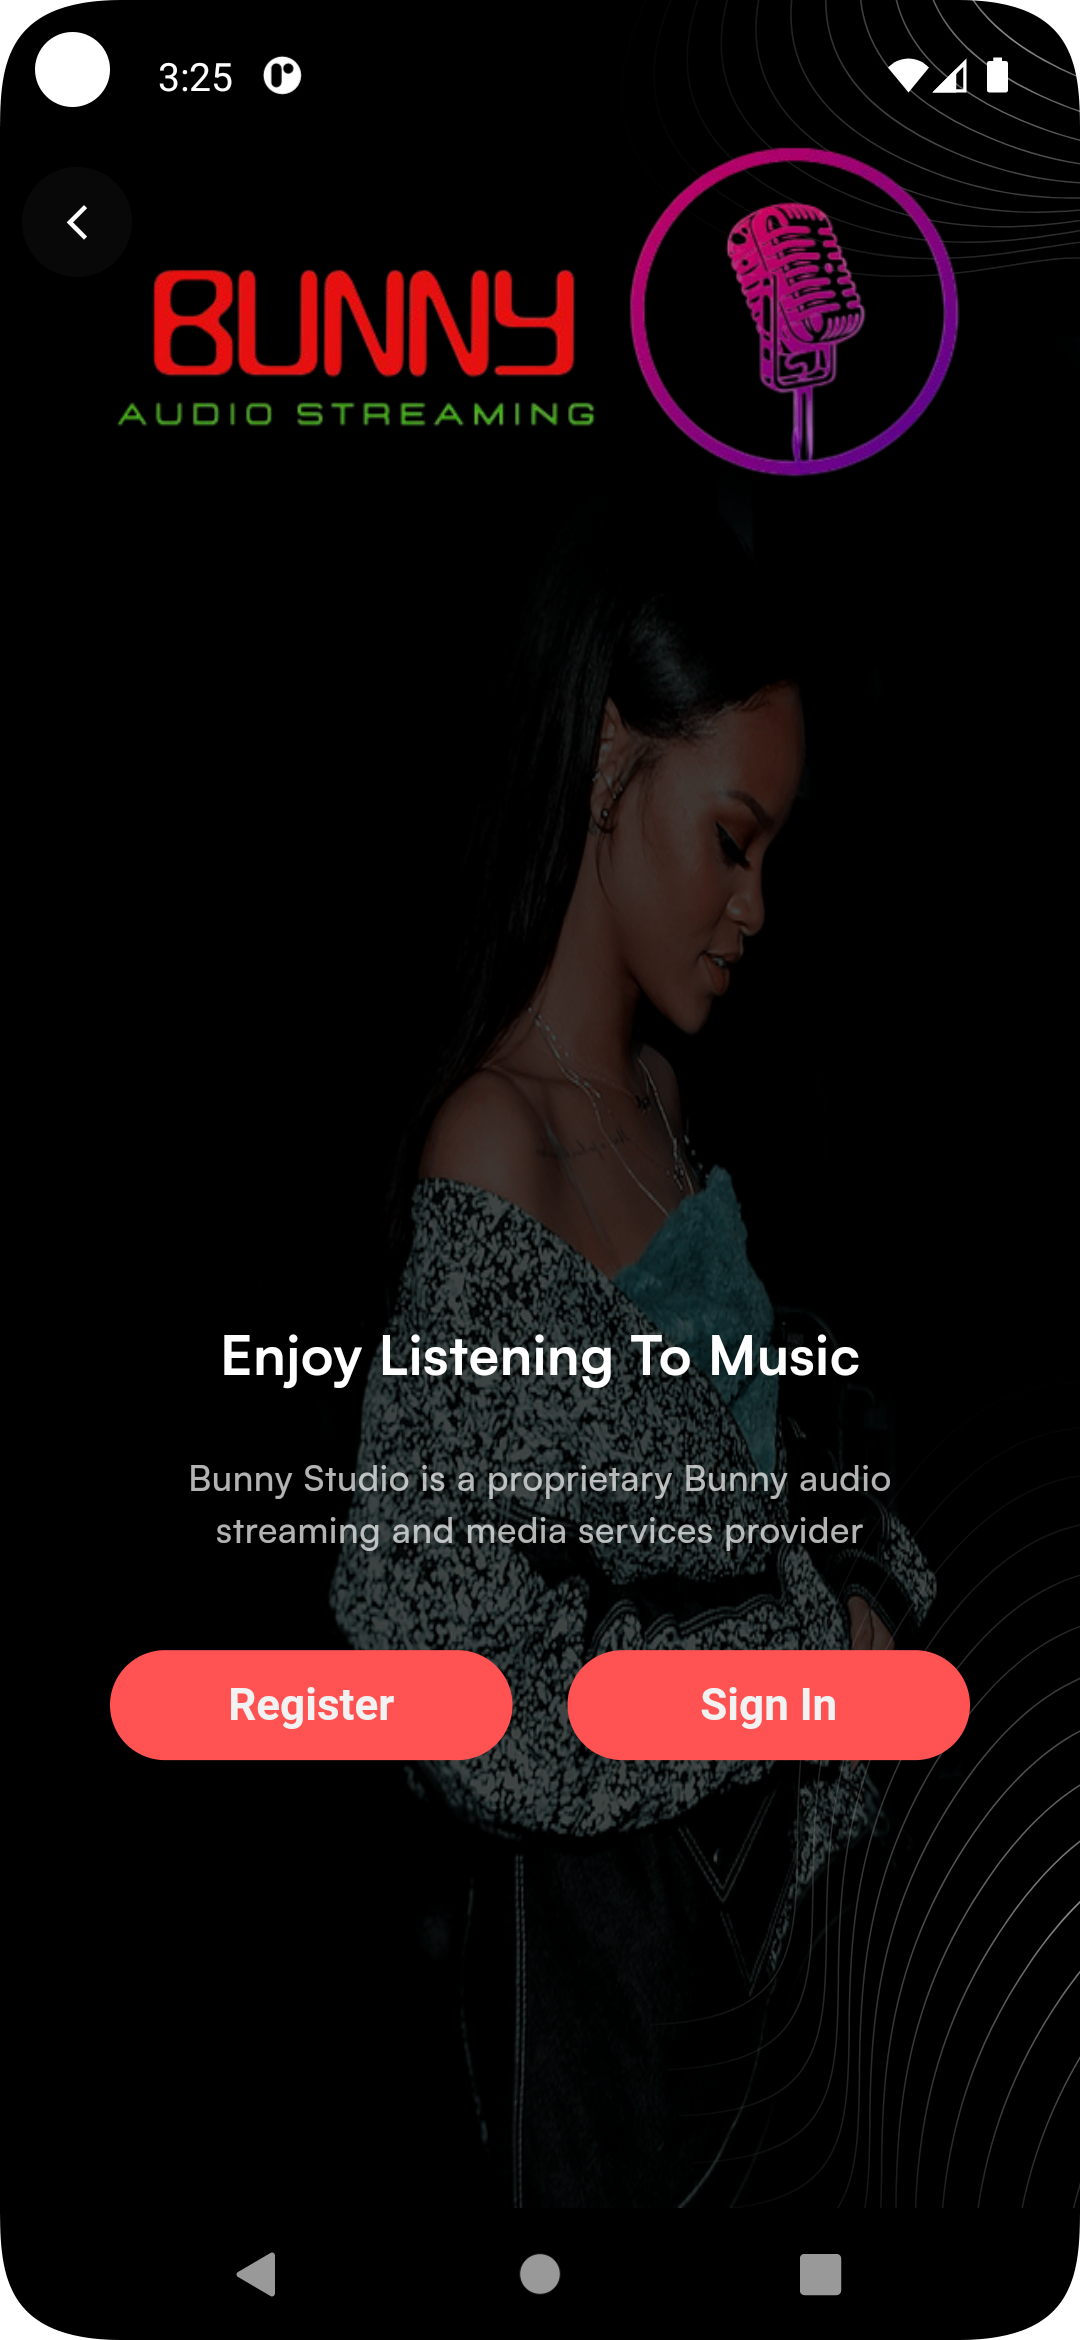 3:25
BUNNY
AUDIO STREAMING
Enjoy Listening To Music
Bunny Studio is a proprietary Bunny audio
streaming and media services provider
Register
Sign In